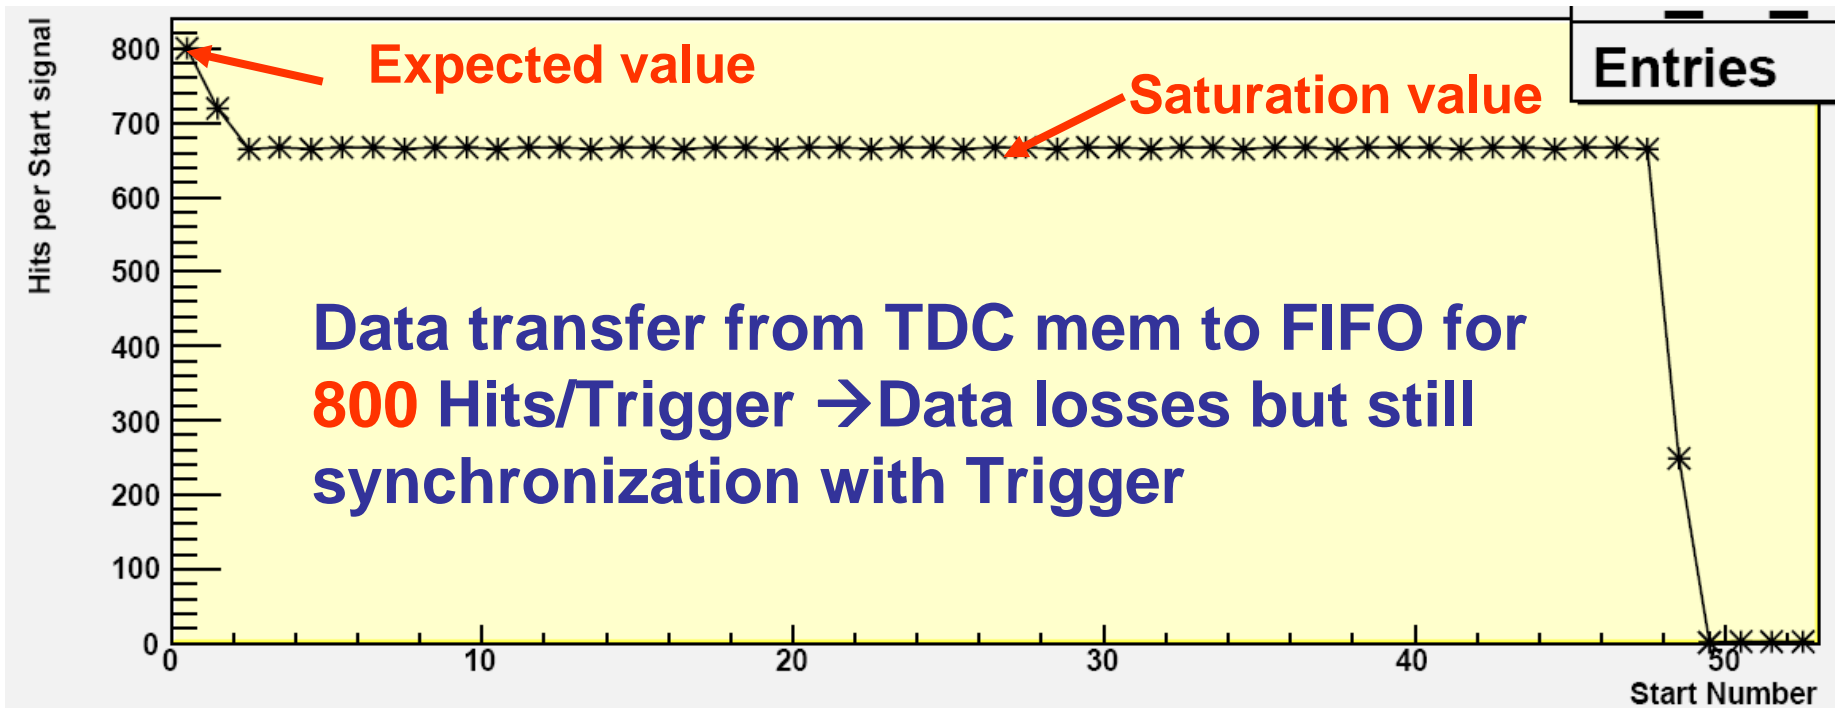 Hits per Start signal
800
700
600
500
400
300
200
100
0
Expected value
Saturation value
Entries
Data transfer from TDC mem to FIFO for
800 Hits/Trigger →Data losses but still
synchronization with Trigger
0 10 20 30 40 50
Start Number